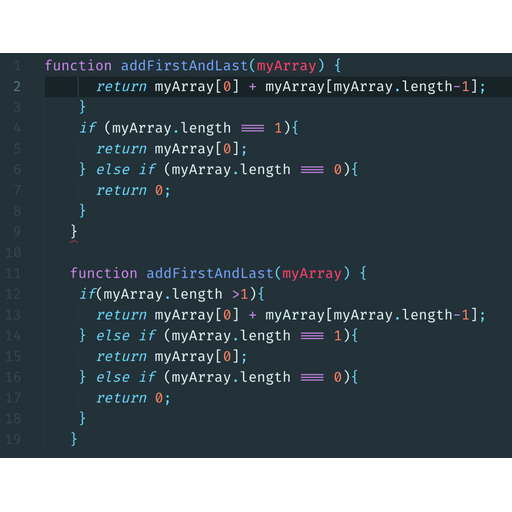 1 function addFirstAndLast(myArray) {
2 return myArray[0] + myArray[myArray.length-1];
3 }
4 if (myArray.length === 1){
5 return myArray[0];
6 } else if (myArray.length === 0){
7 return 0;
8 }
9 }
10
11 function addFirstAndLast(myArray) {
12 if(myArray.length >1){
13 return myArray[0] + myArray[myArray.length-1];
14 } else if (myArray.length === 1){
15 return myArray[0];
16 } else if (myArray.length === 0){
17 return 0;
18 }
19 }